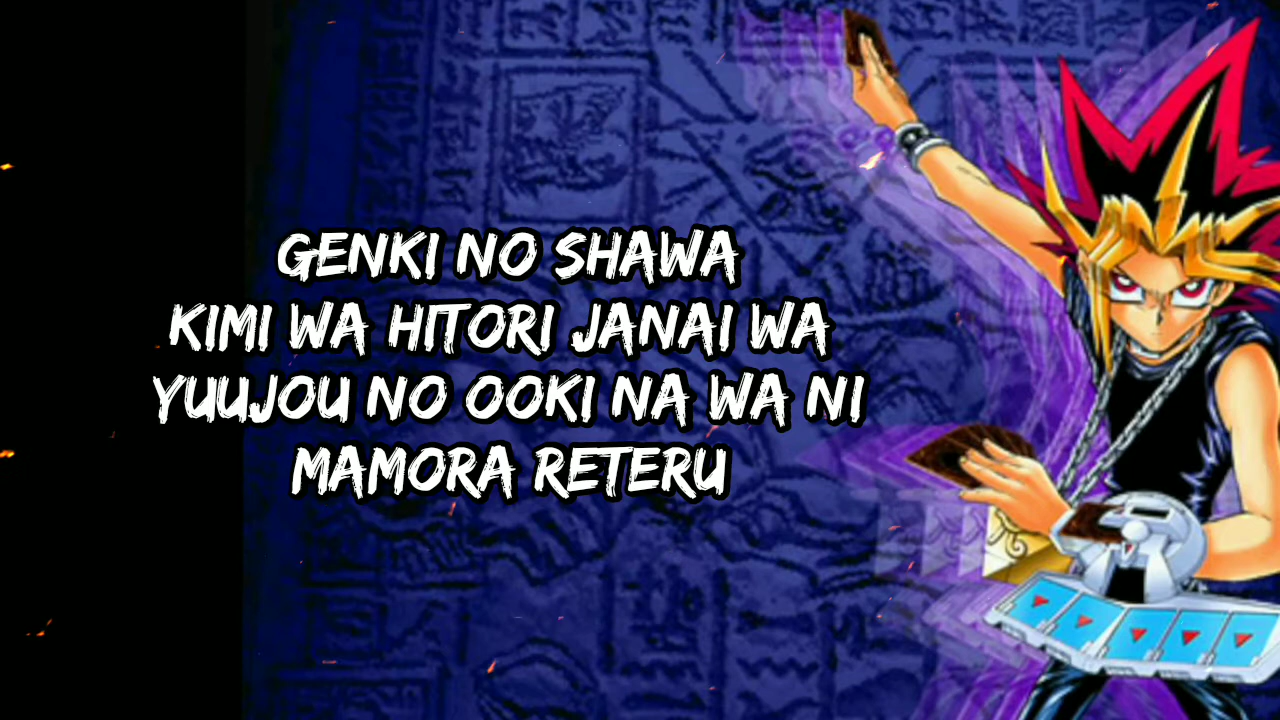 GENKI NO SHAWA
KIMI WA HITORI JANAI WA
YUUJOU NO OOKI NA WA NI
MAMORA RETERU